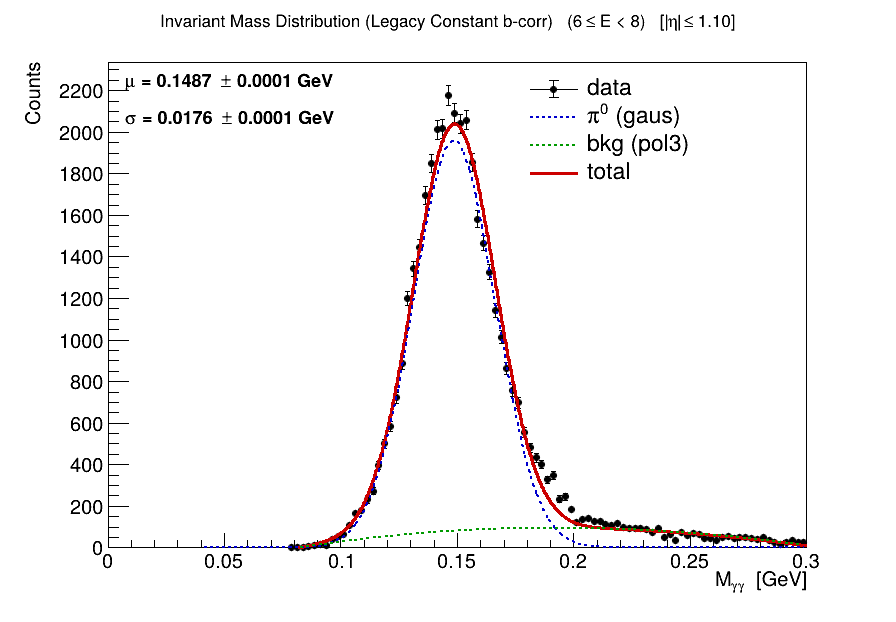 Invariant Mass Distribution (Legacy Constant b-corr)   (6 ≤ E < 8)   [|η| ≤ 1.10]
Counts
μ = 0.1487 ± 0.0001 GeV
σ = 0.0176 ± 0.0001 GeV
data
π⁰ (gaus)
bkg (pol3)
total
2200
2000
1800
1600
1400
1200
1000
800
600
400
200
0
0 0.05 0.1 0.15 0.2 0.25 0.3
M_γγ [GeV]